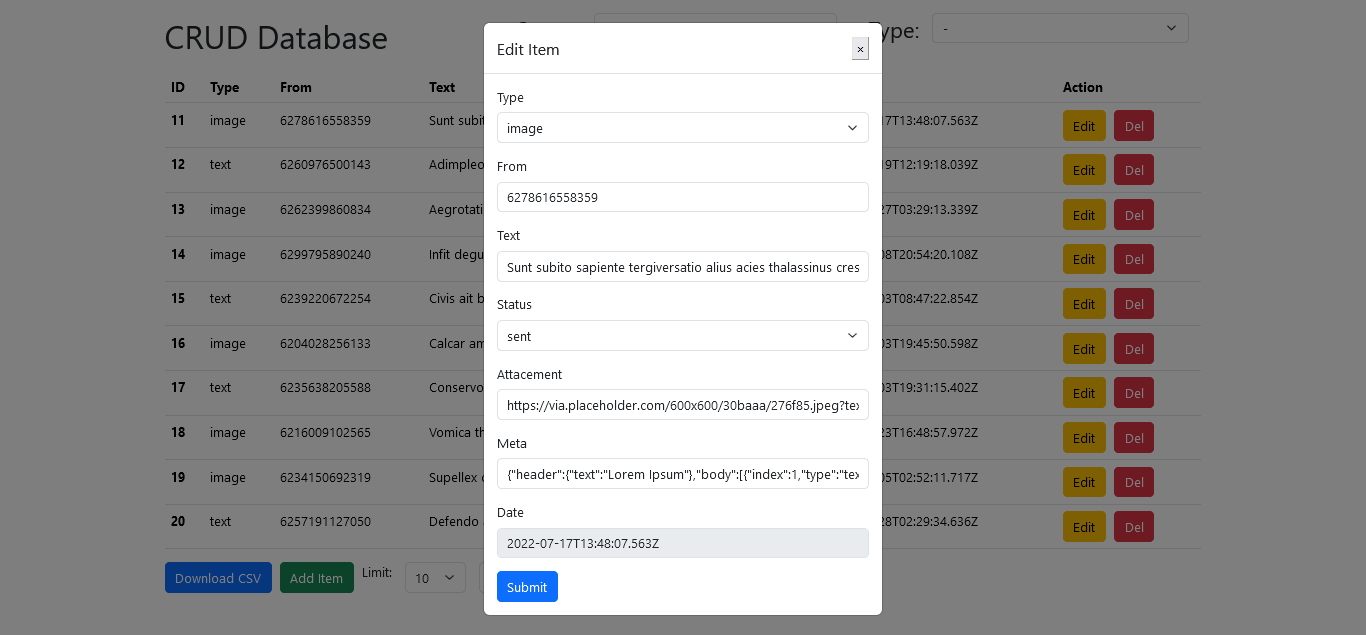 CRUD Database
ype: -
ID Type From Text Action
11 image 6278616558359 Sunt subit 7T13:48:07.563Z Edit Del
12 text 6260976500143 Adimpleo 19T12:19:18.039Z Edit Del
13 image 6262399860834 Aegrotati 27T03:29:13.339Z Edit Del
14 image 6299795890240 Infit degu 08T20:54:20.108Z Edit Del
15 text 6239220672254 Civis ait b 03T08:47:22.854Z Edit Del
16 image 6204028256133 Calcar am 03T19:45:50.598Z Edit Del
17 text 6235638205588 Conservo 03T19:31:15.402Z Edit Del
18 image 6216009102565 Vomica th 23T16:48:57.972Z Edit Del
19 image 6234150692319 Supellex 05T02:52:11.717Z Edit Del
20 text 6257191127050 Defendo 28T02:29:34.636Z Edit Del
Download CSV Add Item Limit: 10
Edit Item ×
Type
image
From
6278616558359
Text
Sunt subito sapiente tergiversatio alius acies thalassinus cres
Status
sent
Attacement
https://via.placeholder.com/600x600/30baaa/276f85.jpeg?tex
Meta
{"header":{"text":"Lorem Ipsum"},"body":[{"index":1,"type":"tex
Date
2022-07-17T13:48:07.563Z
Submit